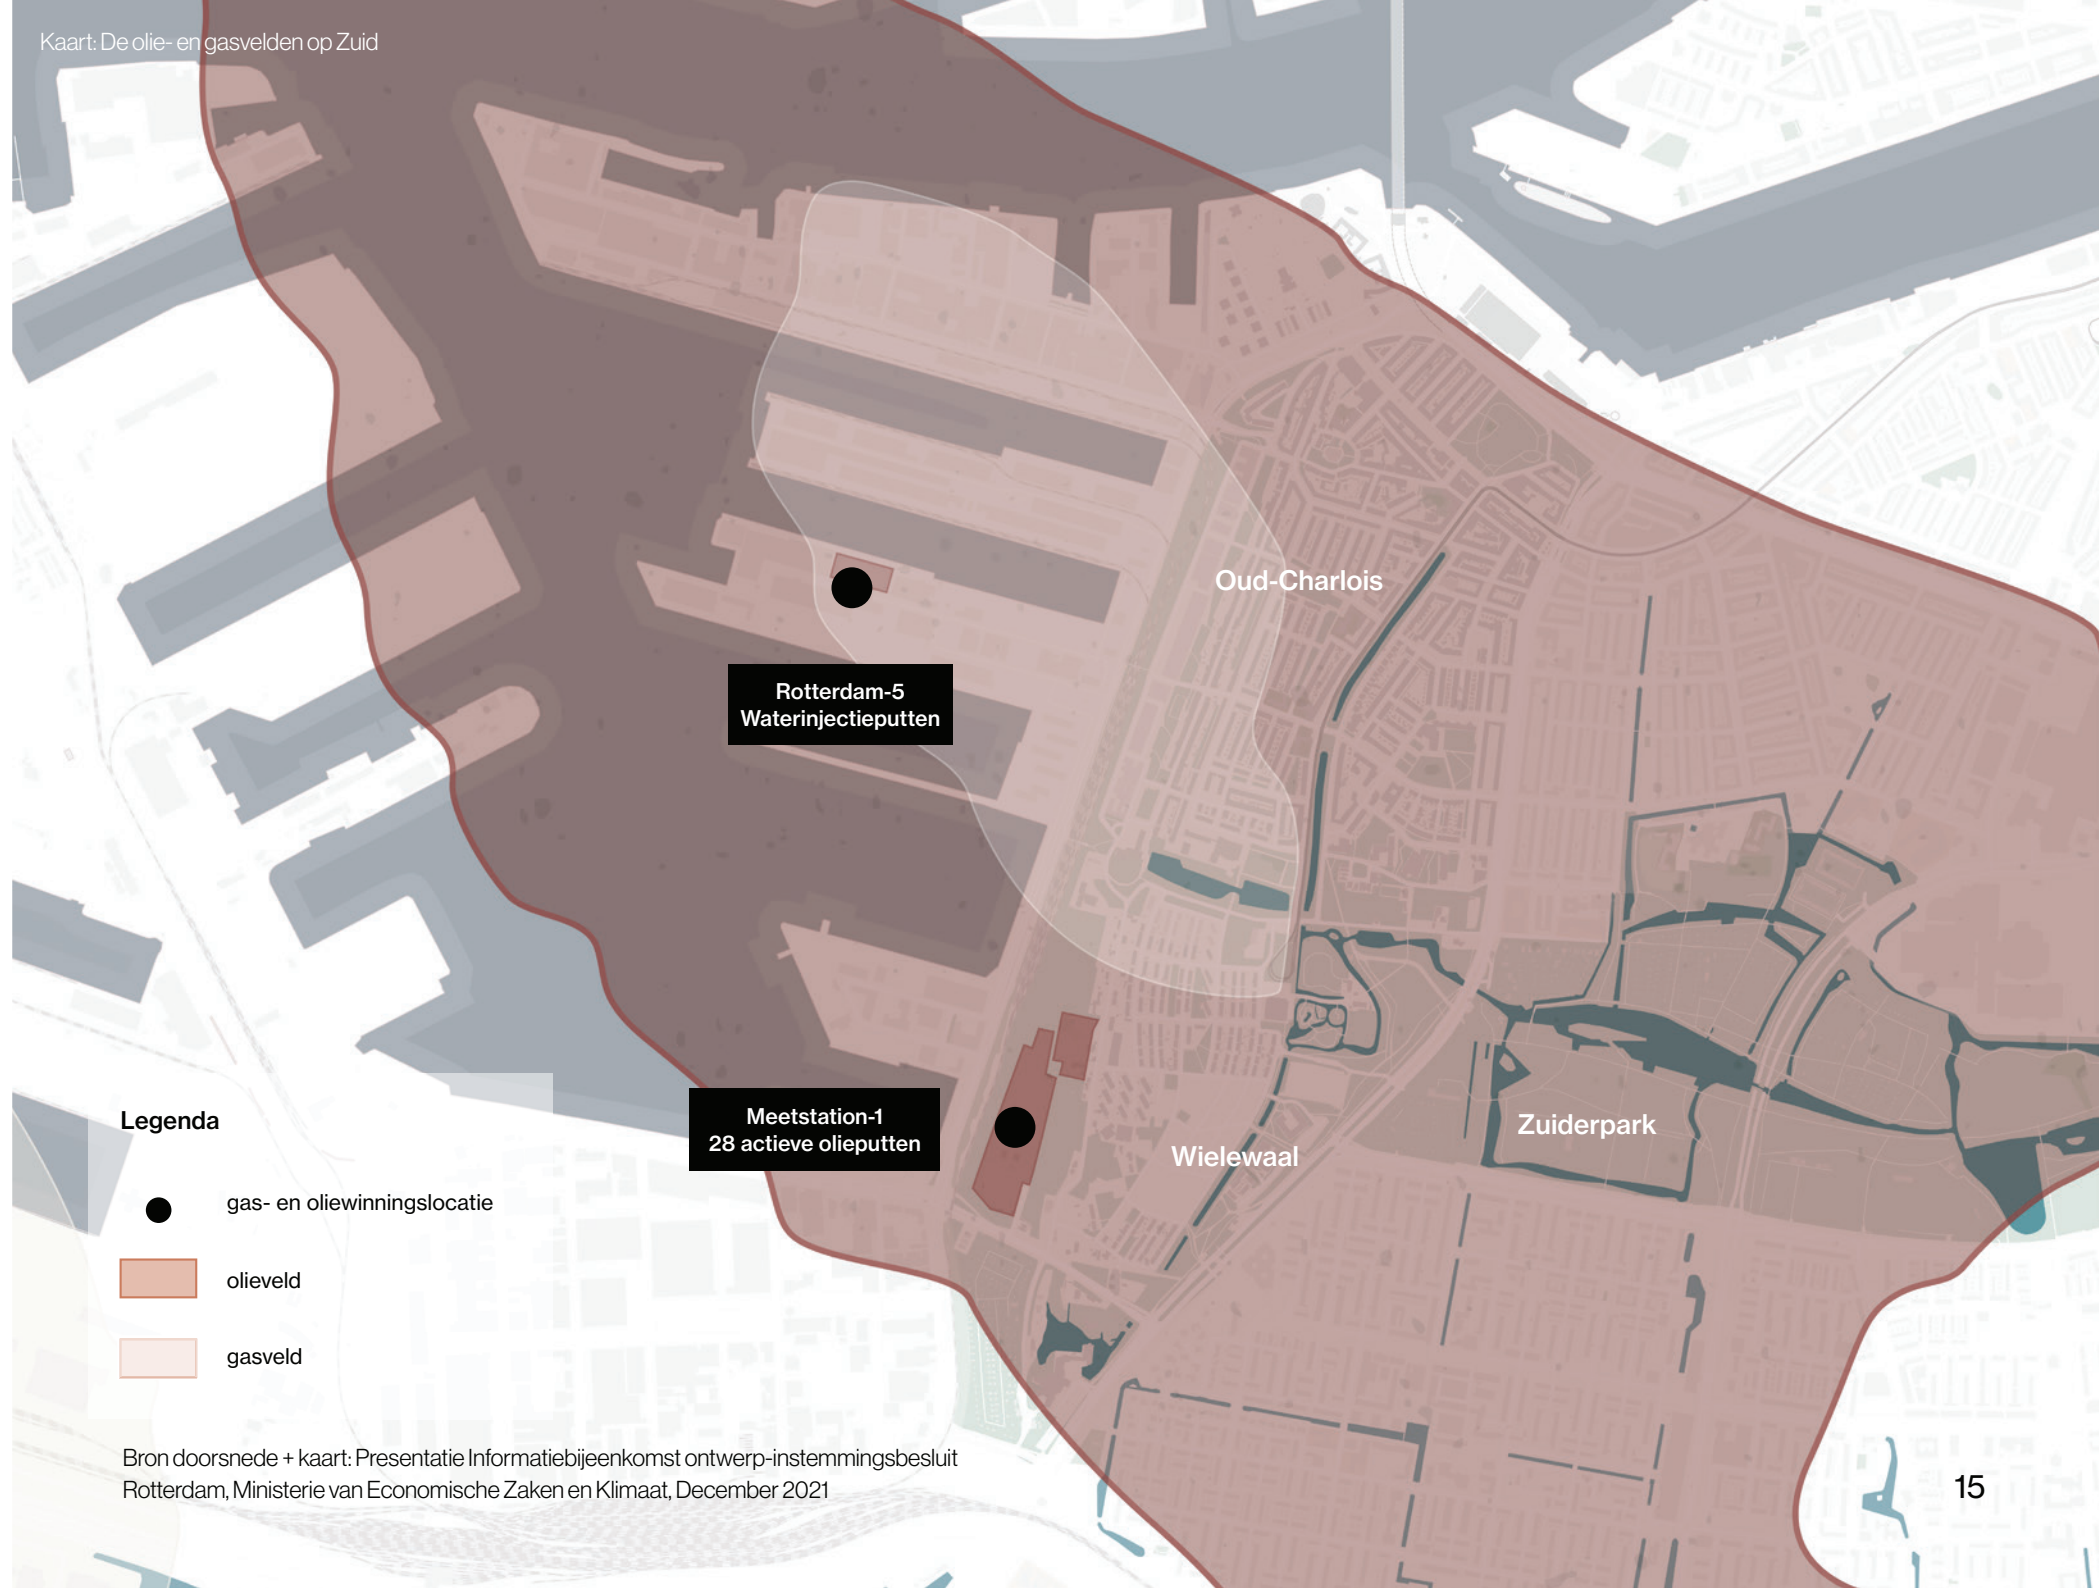 Kaart: De olie- en gasvelden op Zuid
Oud-Charlois
Rotterdam-5
Waterinjectieputten
Meetstation-1
28 actieve olieputten
Wielewaal
Zuiderpark
Legenda
gas- en oliewinningslocatie
olieveld
gasveld
Bron doorsnede + kaart: Presentatie Informatiebijeenkomst ontwerp-instemmingsbesluit
Rotterdam, Ministerie van Economische Zaken en Klimaat, December 2021
15